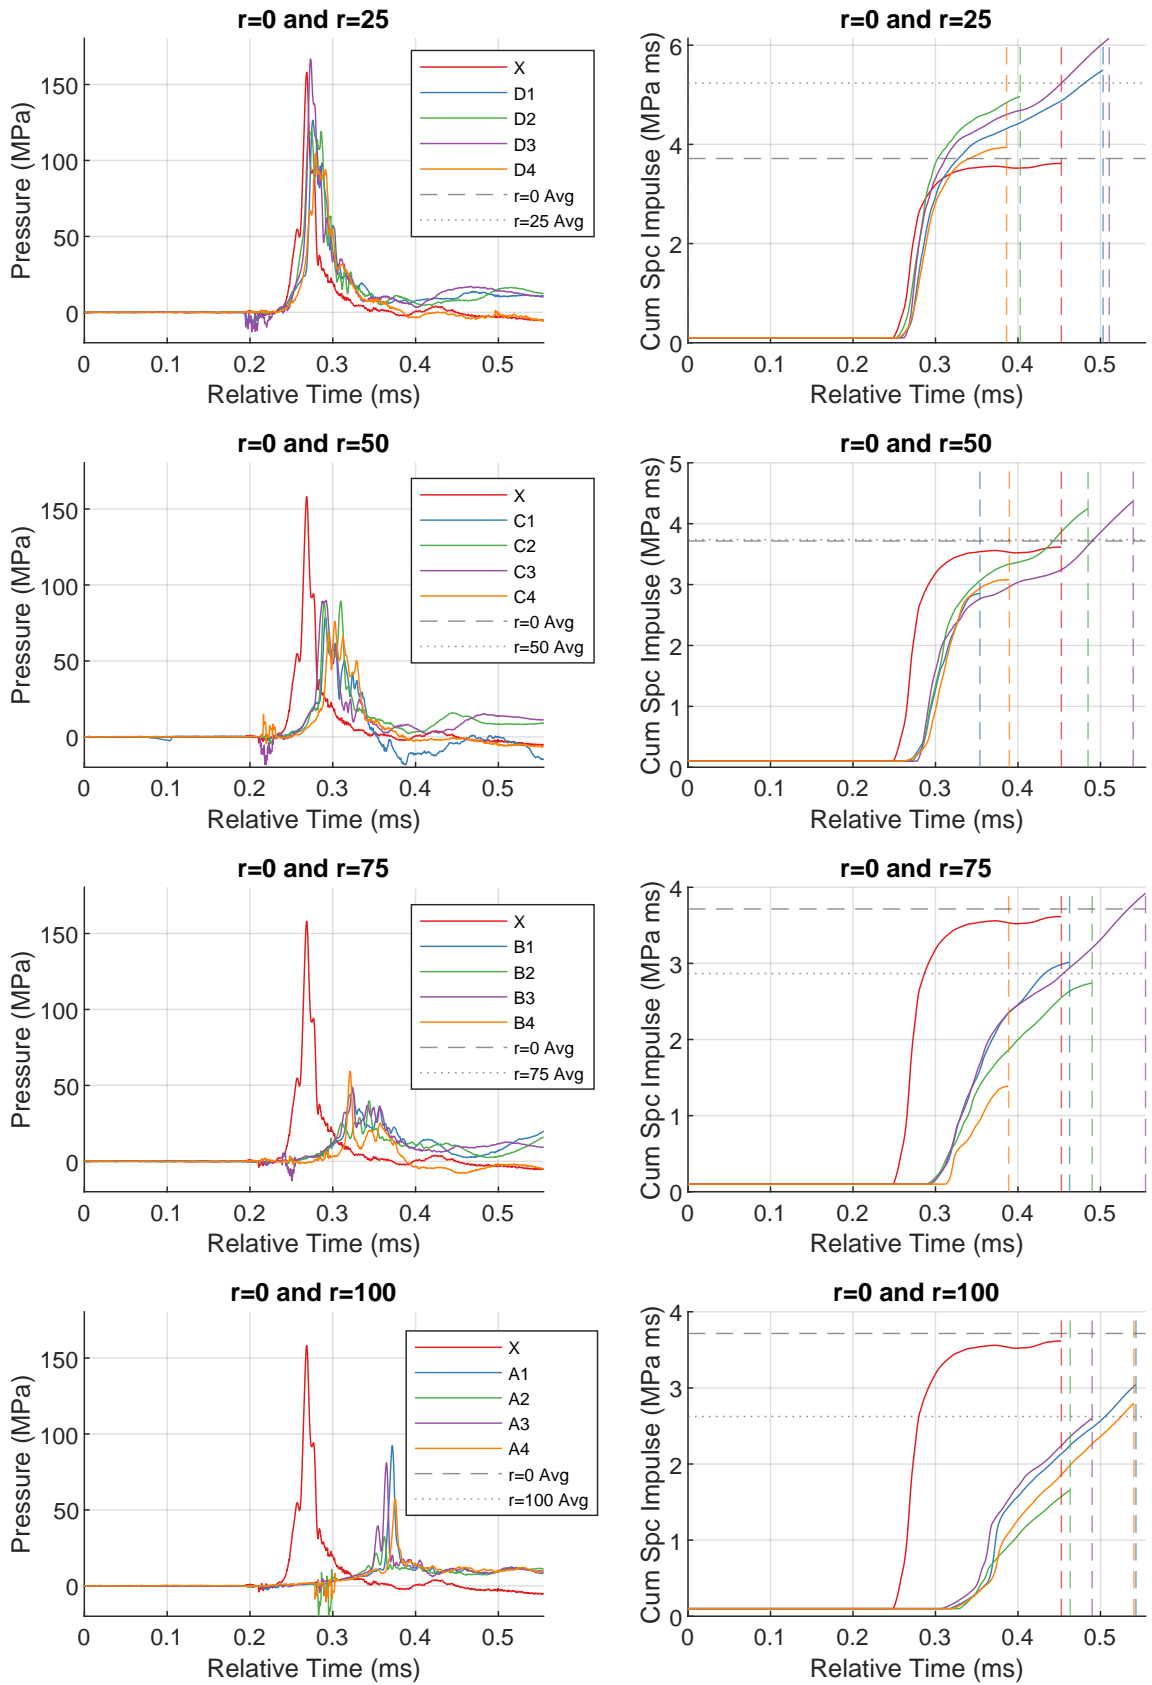 r=0 and r=25
Pressure (MPa)
150
100
50
0
0 0.1 0.2 0.3 0.4 0.5
Relative Time (ms)
X
D1
D2
D3
D4
r=0 Avg
r=25 Avg
r=0 and r=25
Cum Spc Impulse (MPa ms)
6
4
2
0
0 0.1 0.2 0.3 0.4 0.5
Relative Time (ms)
r=0 and r=50
Pressure (MPa)
150
100
50
0
0 0.1 0.2 0.3 0.4 0.5
Relative Time (ms)
X
C1
C2
C3
C4
r=0 Avg
r=50 Avg
r=0 and r=50
Cum Spc Impulse (MPa ms)
5
4
3
2
1
0
0 0.1 0.2 0.3 0.4 0.5
Relative Time (ms)
r=0 and r=75
Pressure (MPa)
150
100
50
0
0 0.1 0.2 0.3 0.4 0.5
Relative Time (ms)
X
B1
B2
B3
B4
r=0 Avg
r=75 Avg
r=0 and r=75
Cum Spc Impulse (MPa ms)
4
3
2
1
0
0 0.1 0.2 0.3 0.4 0.5
Relative Time (ms)
r=0 and r=100
Pressure (MPa)
150
100
50
0
0 0.1 0.2 0.3 0.4 0.5
Relative Time (ms)
X
A1
A2
A3
A4
r=0 Avg
r=100 Avg
r=0 and r=100
Cum Spc Impulse (MPa ms)
4
3
2
1
0
0 0.1 0.2 0.3 0.4 0.5
Relative Time (ms)